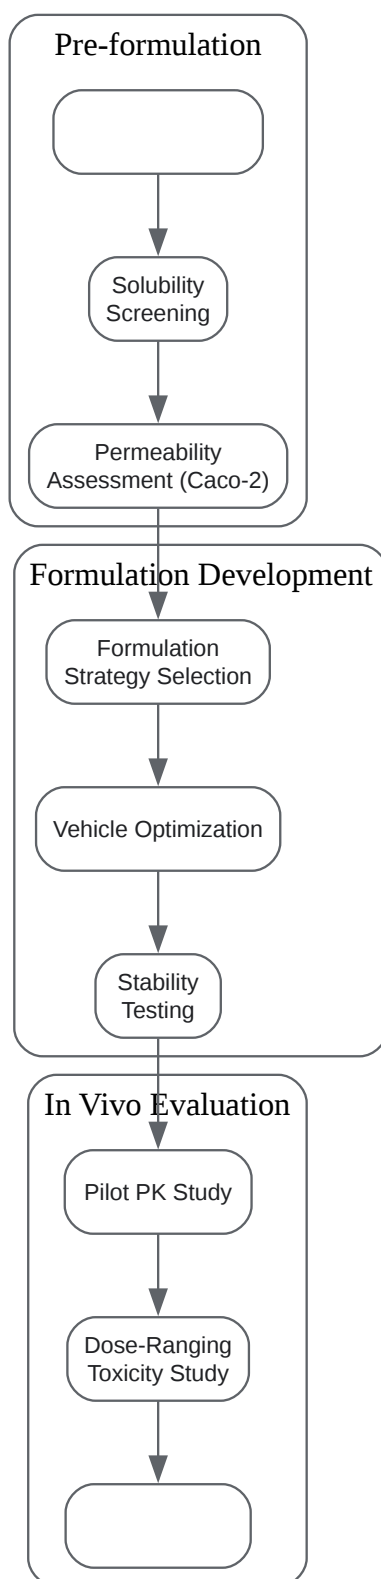 Pre-formulation
Solubility
Screening
Permeability
Assessment (Caco-2)
Formulation Development
Formulation
Strategy Selection
Vehicle Optimization
Stability
Testing
In Vivo Evaluation
Pilot PK Study
Dose-Ranging
Toxicity Study